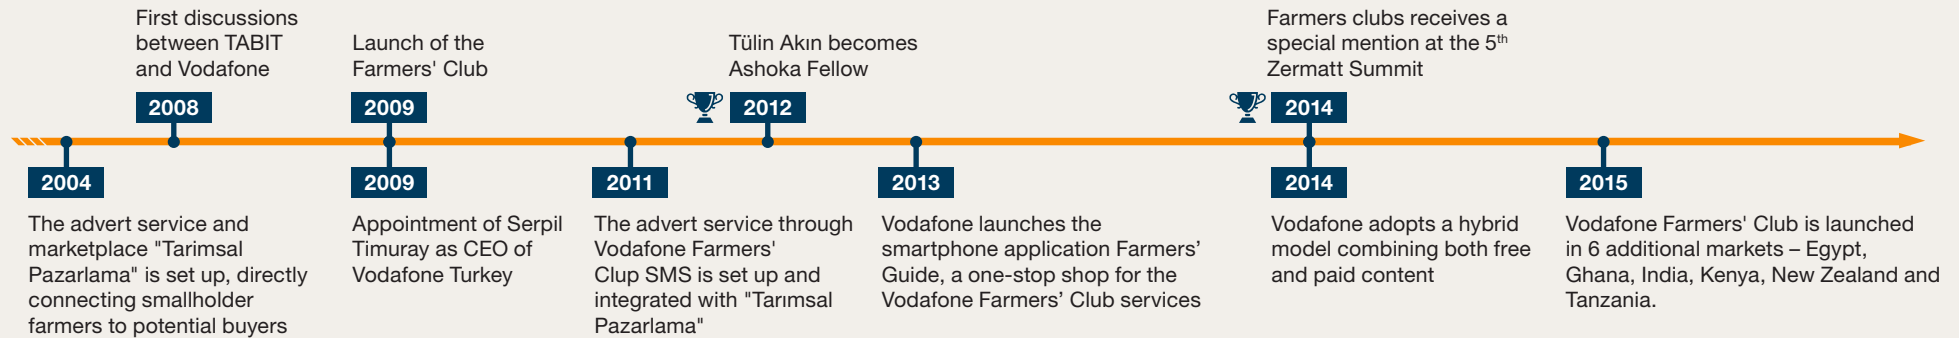 First discussions
between TABIT
and Vodafone
2008
Launch of the
Farmers' Club
2009
Tülin Akın becomes
Ashoka Fellow
2012
Farmers clubs receives a
special mention at the 5th
Zermatt Summit
2014
2004
The advert service and
marketplace "Tarimsal
Pazarlama" is set up, directly
connecting smallholder
farmers to potential buyers
2009
Appointment of Serpil
Timuray as CEO of
Vodafone Turkey
2011
The advert service through
Vodafone Farmers'
Clup SMS is set up and
integrated with "Tarımsal
Pazarlama"
2013
Vodafone launches the
smartphone application Farmers’
Guide, a one-stop shop for the
Vodafone Farmers’ Club services
2014
Vodafone adopts a hybrid
model combining both free
and paid content
2015
Vodafone Farmers' Club is launched
in 6 additional markets – Egypt,
Ghana, India, Kenya, New Zealand and
Tanzania.